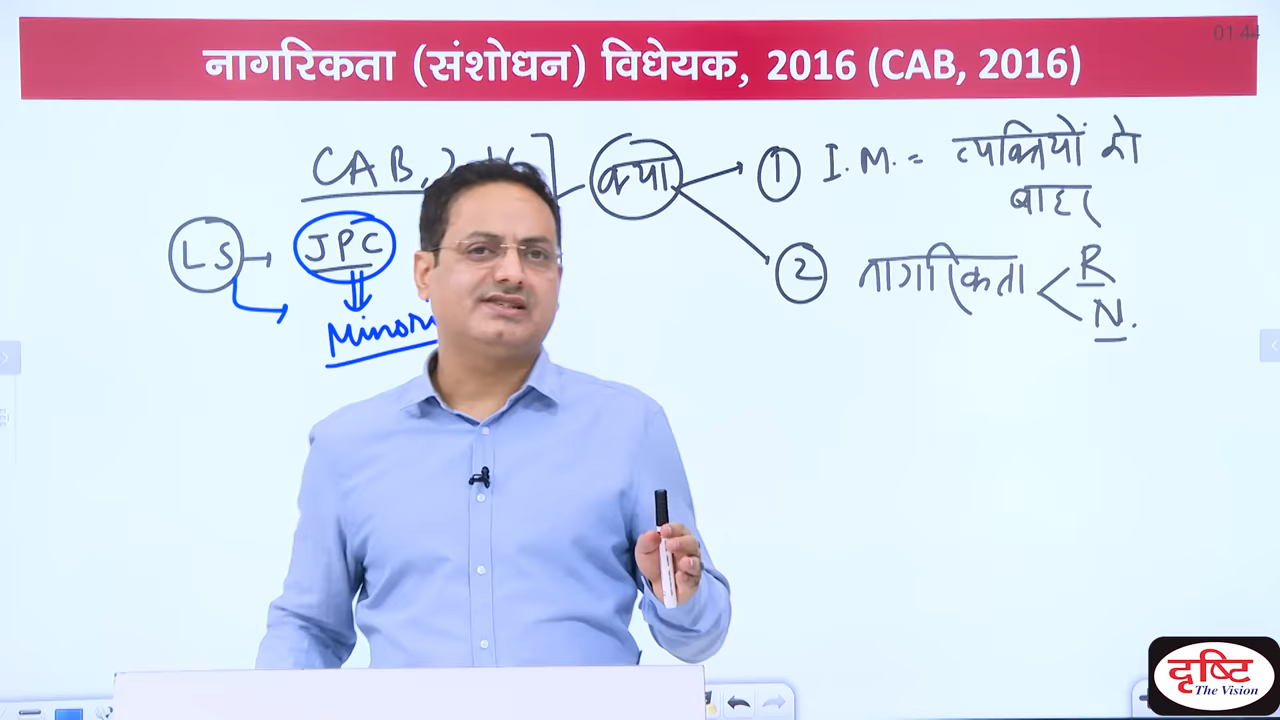 01:44
नागरिकता (संशोधन) विधेयक, 2016 (CAB, 2016)
CAB,
क्यों
1 I.M. = व्यक्तियों को
बाहर
LS
JPC
2 नागरिकता
R
N.
दृष्टि
The Vision